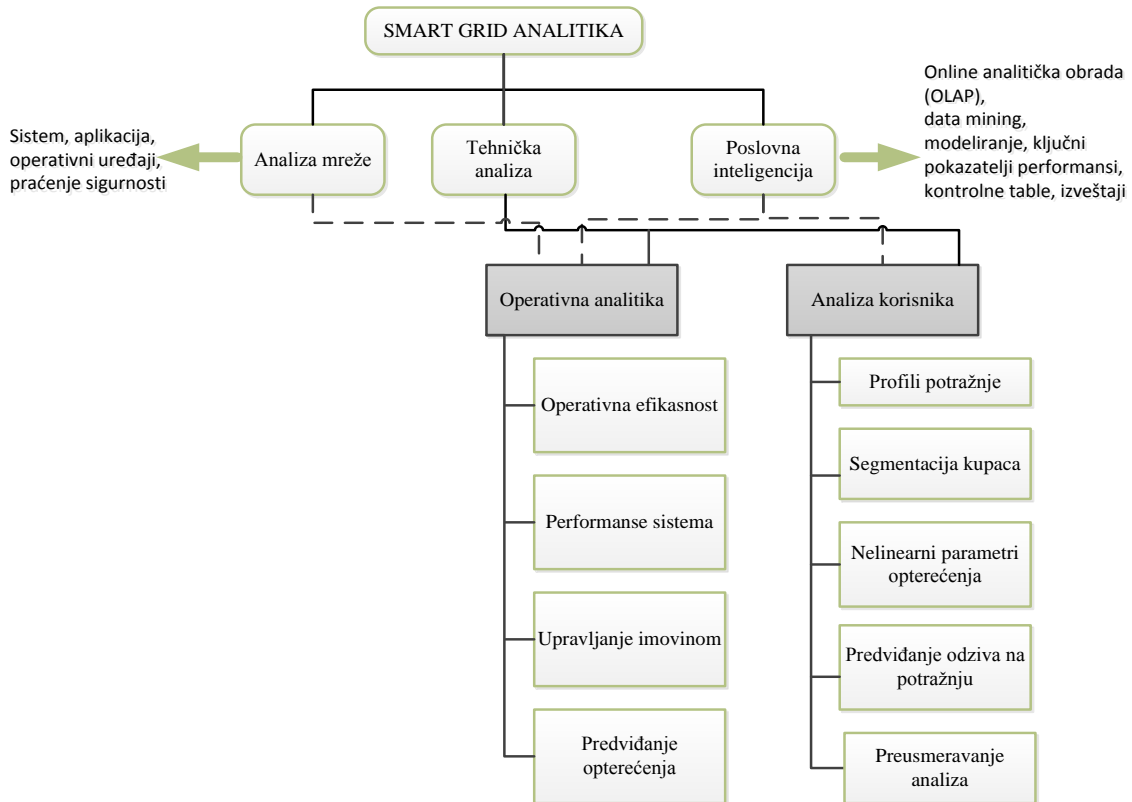 SMART GRID ANALITIKA
Sistem, aplikacija,
operativni uređaji,
praćenje sigurnosti
Analiza mreže
Tehnička
analiza
Poslovna
inteligencija
Online analitička obrada
(OLAP),
data mining,
modeliranje, ključni
pokazatelji performansi,
kontrolne table, izveštaji
Operativna analitika
Operativna efikasnost
Performanse sistema
Upravljanje imovinom
Predviđanje
opterećenja
Analiza korisnika
Profili potražnje
Segmentacija kupaca
Nelinearni parametri
opterećenja
Predviđanje odziva na
potražnju
Preusmeravanje
analiza